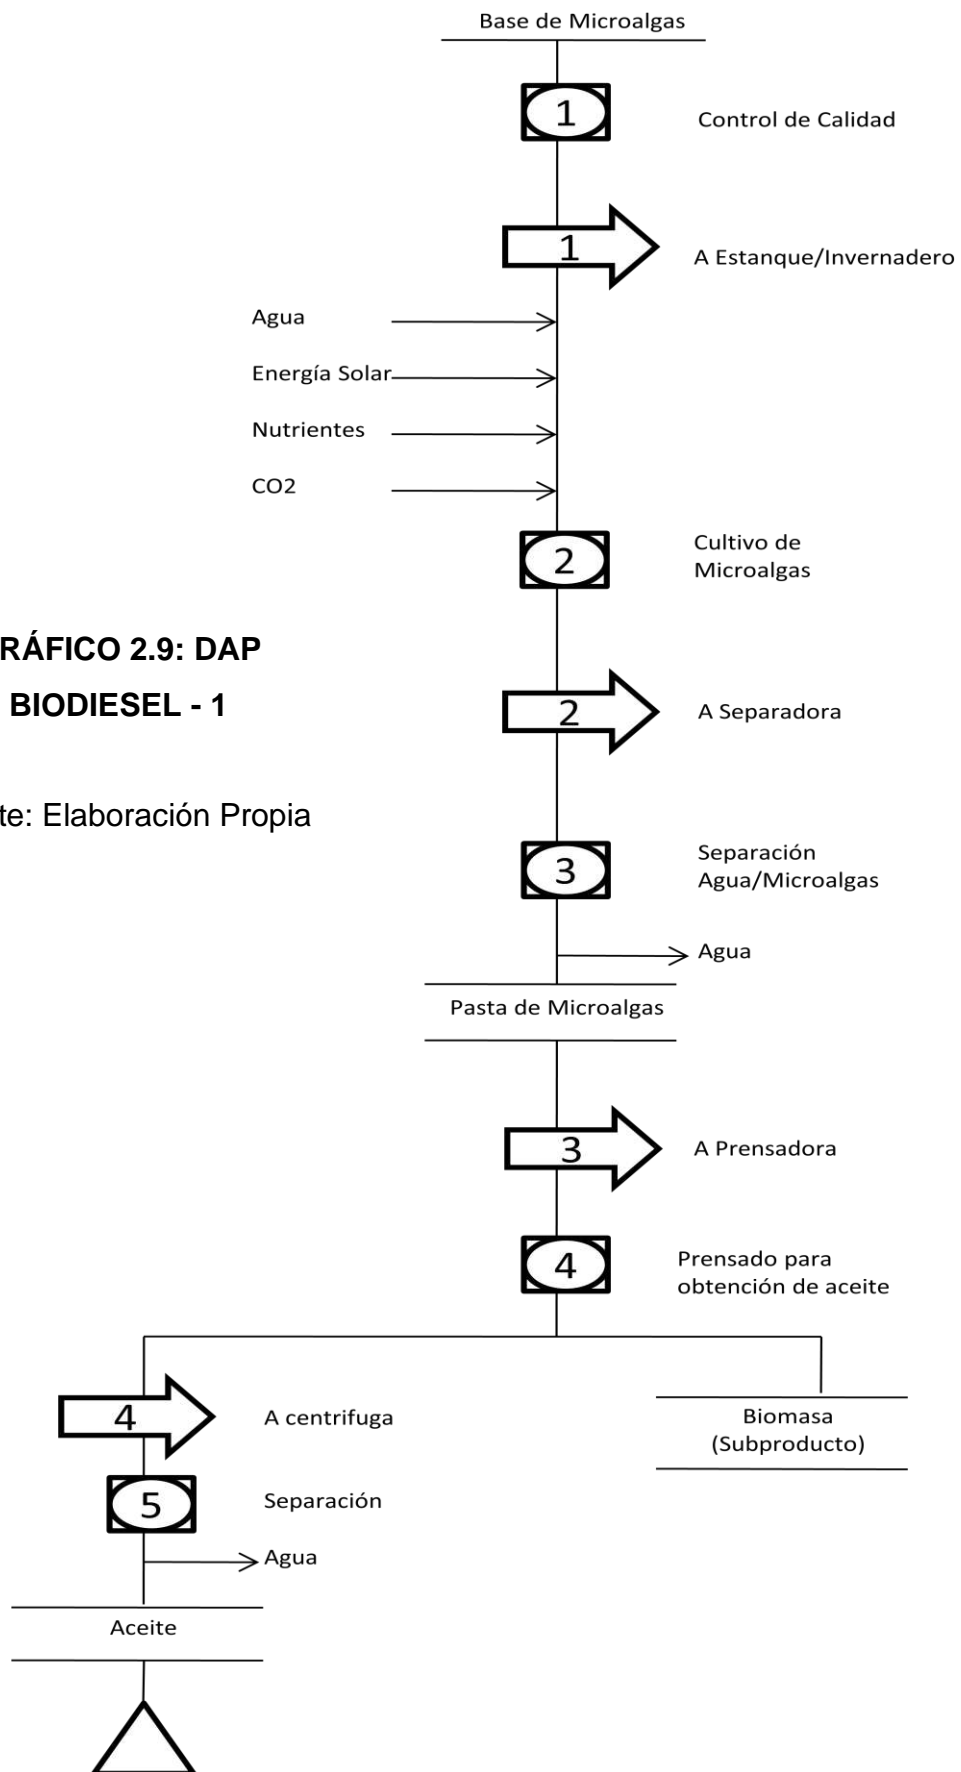 Base de Microalgas
1
Control de Calidad
1
A Estanque/Invernadero
Agua
Energía Solar
Nutrientes
CO2
2
Cultivo de
Microalgas
RÁFICO 2.9: DAP
BIODIESEL - 1
2
A Separadora
te: Elaboración Propia
3
Separación
Agua/Microalgas
Agua
Pasta de Microalgas
3
A Prensadora
4
Prensado para
obtención de aceite
4
A centrifuga
Biomasa
(Subproducto)
5
Separación
Agua
Aceite